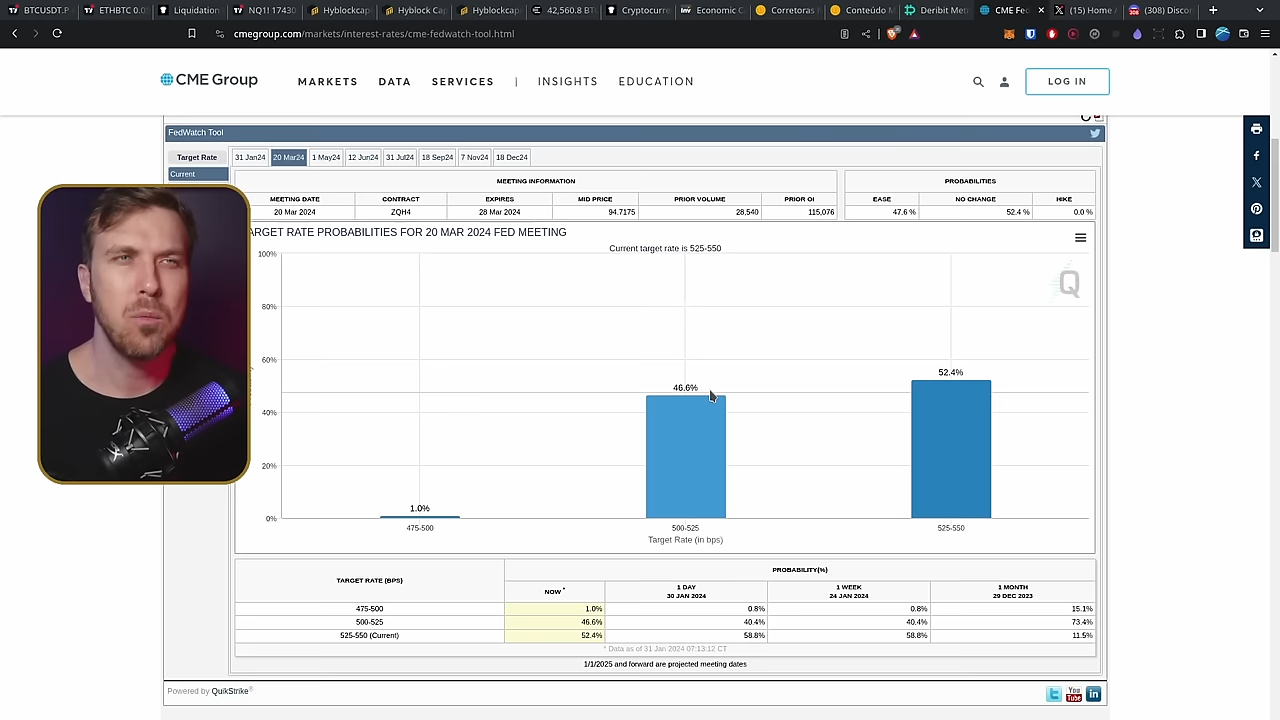 BTCUSDT.P
ETHBTC 0.05
Liquidation
NQ11 17430
Hyblockcap
Hyblock Cap
Hyblockcap
42,560.8 BT
Cryptocurre
Economic C
Corretoras
Conteúdo M
Deribit Metr
CME Fed
(15) Home /
(308) Discor
cmegroup.com/markets/interest-rates/cme-fedwatch-tool.html
CME Group
MARKETS DATA SERVICES | INSIGHTS EDUCATION
LOG IN
FedWatch Tool
Target Rate
31 Jan24 20 Mar24 1 May24 12 Jun24 31 Jul24 18 Sep24 7 Nov24 18 Dec24
Current
MEETING INFORMATION
PROBABILITIES
MEETING DATE CONTRACT EXPIRES MID PRICE PRIOR VOLUME PRIOR OI
EASE NO CHANGE HIKE
20 Mar 2024 ZQH4 28 Mar 2024 94.7175 28,540 115,076
47.6 % 52.4 % 0.0 %
ARGET RATE PROBABILITIES FOR 20 MAR 2024 FED MEETING
Current target rate is 525-550
100%
80%
60%
40%
20%
0%
Q
1.0%
46.6%
52.4%
475-500 500-525 525-550
Target Rate (in bps)
TARGET RATE (BPS)
PROBABILITY(%)
NOW *
1 DAY
30 JAN 2024
1 WEEK
24 JAN 2024
1 MONTH
29 DEC 2023
475-500 1.0% 0.8% 0.8% 15.1%
500-525 46.6% 40.4% 40.4% 73.4%
525-550 (Current) 52.4% 58.8% 58.8% 11.5%
* Data as of 31 Jan 2024 07:13:12 CT
1/1/2025 and forward are projected meeting dates
Powered by QuikStrike®
You Tube
in